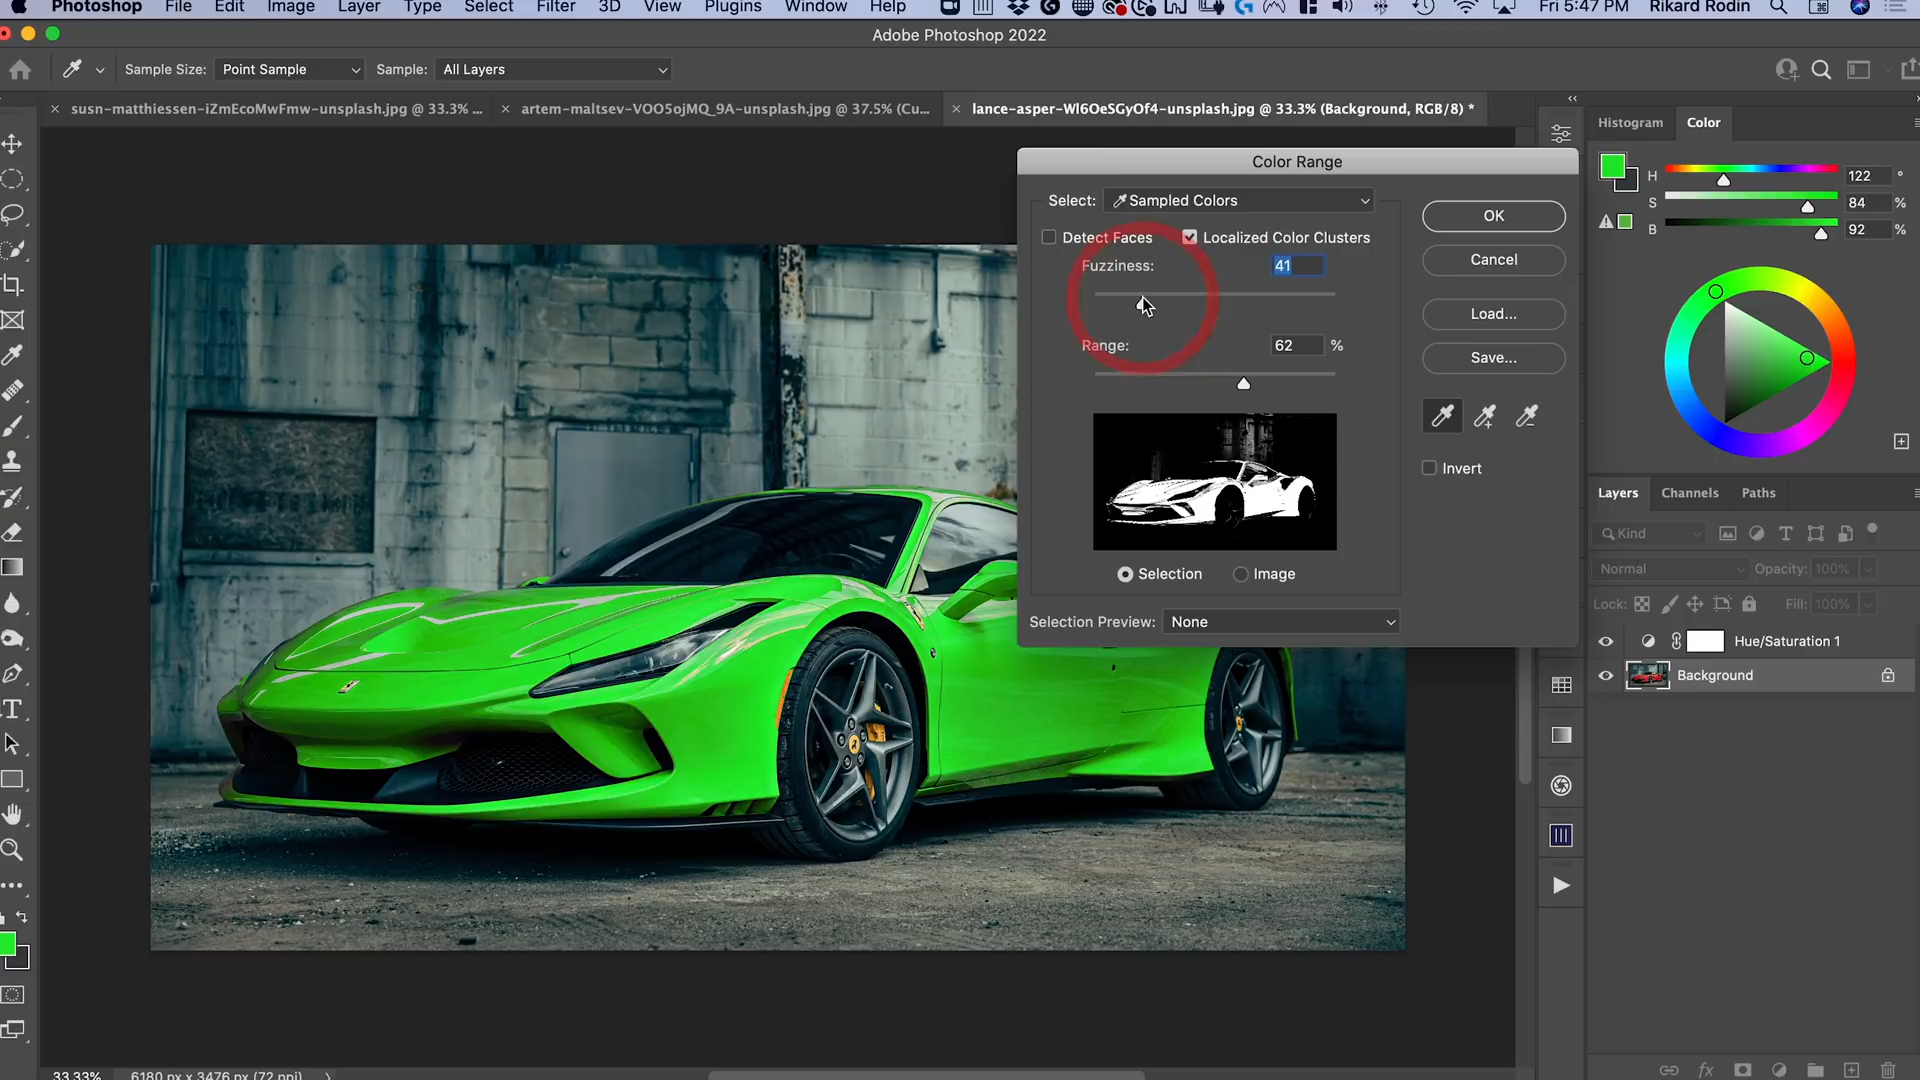 Photoshop File Edit Image Layer Type Select Filter 3D View Plugins Window Help Fri 5:47 PM Rikard Rodin
Adobe Photoshop 2022
Sample Size: Point Sample Sample: All Layers
susn-matthiessen-iZmEcoMwFmw-unsplash.jpg @ 33.3% ... artem-maltsev-VOO5ojMQ_9A-unsplash.jpg @ 37.5% (Cu... lance-asper-Wl6OeSGyOf4-unsplash.jpg @ 33.3% (Background, RGB/8) *
Histogram Color
H 122 °
S 84 %
B 92 %
Color Range
Select: Sampled Colors
Detect Faces Localized Color Clusters
Fuzziness: 41
Range: 62 %
Selection Image
Selection Preview: None
OK
Cancel
Load...
Save...
Invert
Layers Channels Paths
Kind
Normal Opacity: 100%
Lock: Fill: 100%
Hue/Saturation 1
Background
33.33% 6180 px x 3476 px (72 ppi)